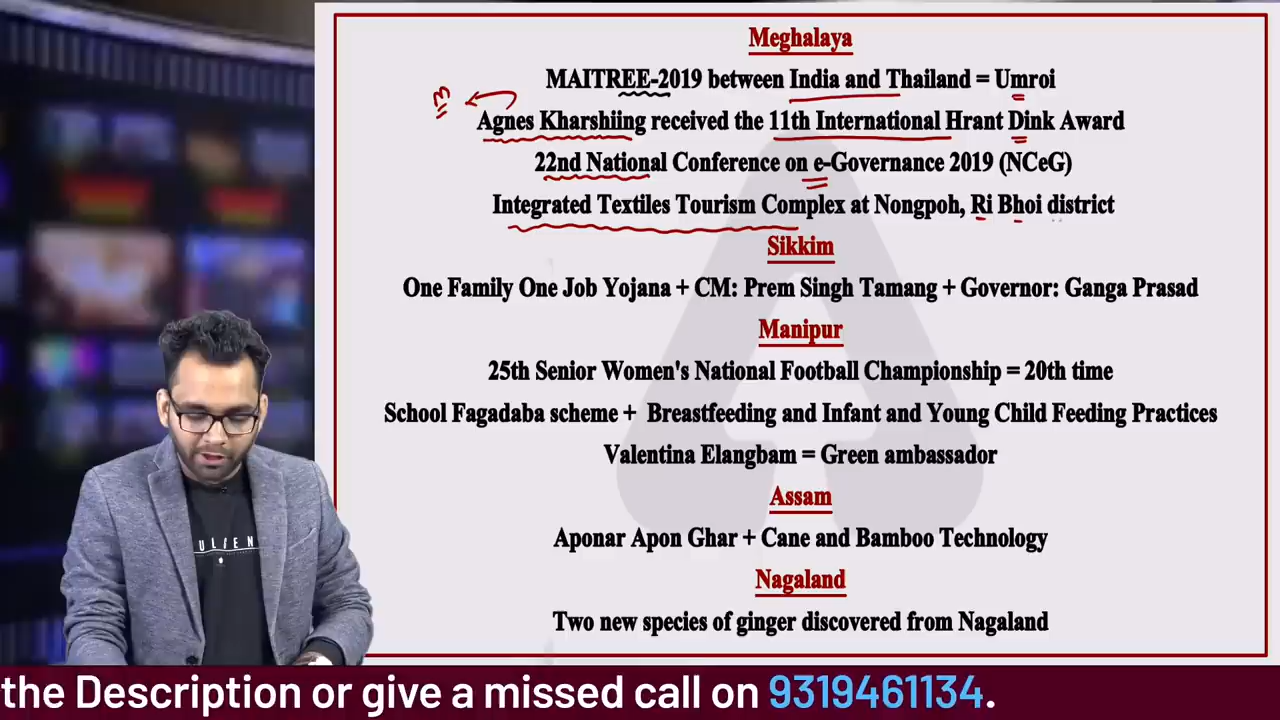 Meghalaya
MAITREE-2019 between India and Thailand = Umroi
Agnes Kharshiing received the 11th International Hrant Dink Award
22nd National Conference on e-Governance 2019 (NCeG)
Integrated Textiles Tourism Complex at Nongpoh, Ri Bhoi district
Sikkim
One Family One Job Yojana + CM: Prem Singh Tamang + Governor: Ganga Prasad
Manipur
25th Senior Women's National Football Championship = 20th time
School Fagadaba scheme + Breastfeeding and Infant and Young Child Feeding Practices
Valentina Elangbam = Green ambassador
Assam
Aponar Apon Ghar + Cane and Bamboo Technology
Nagaland
Two new species of ginger discovered from Nagaland
the Description or give a missed call on 9319461134.